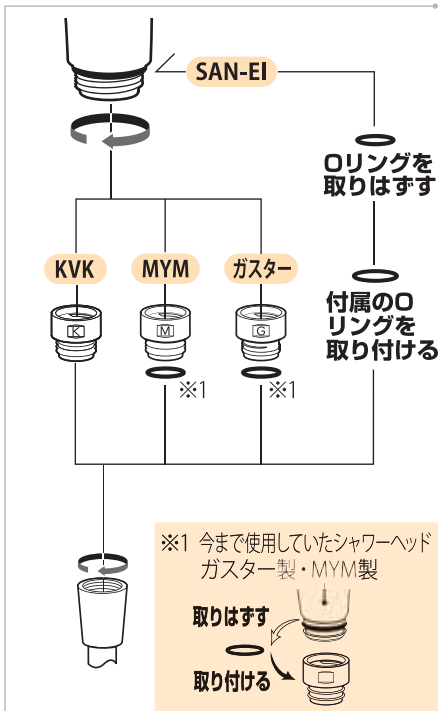 SAN-EI
Oリングを
取りはずす
KVK
MYM
ガスター
付属のO
リングを
取り付ける
K
M
G
※1
※1
※1 今まで使用していたシャワーヘッド
ガスター製・MYM製
取りはずす
取り付ける